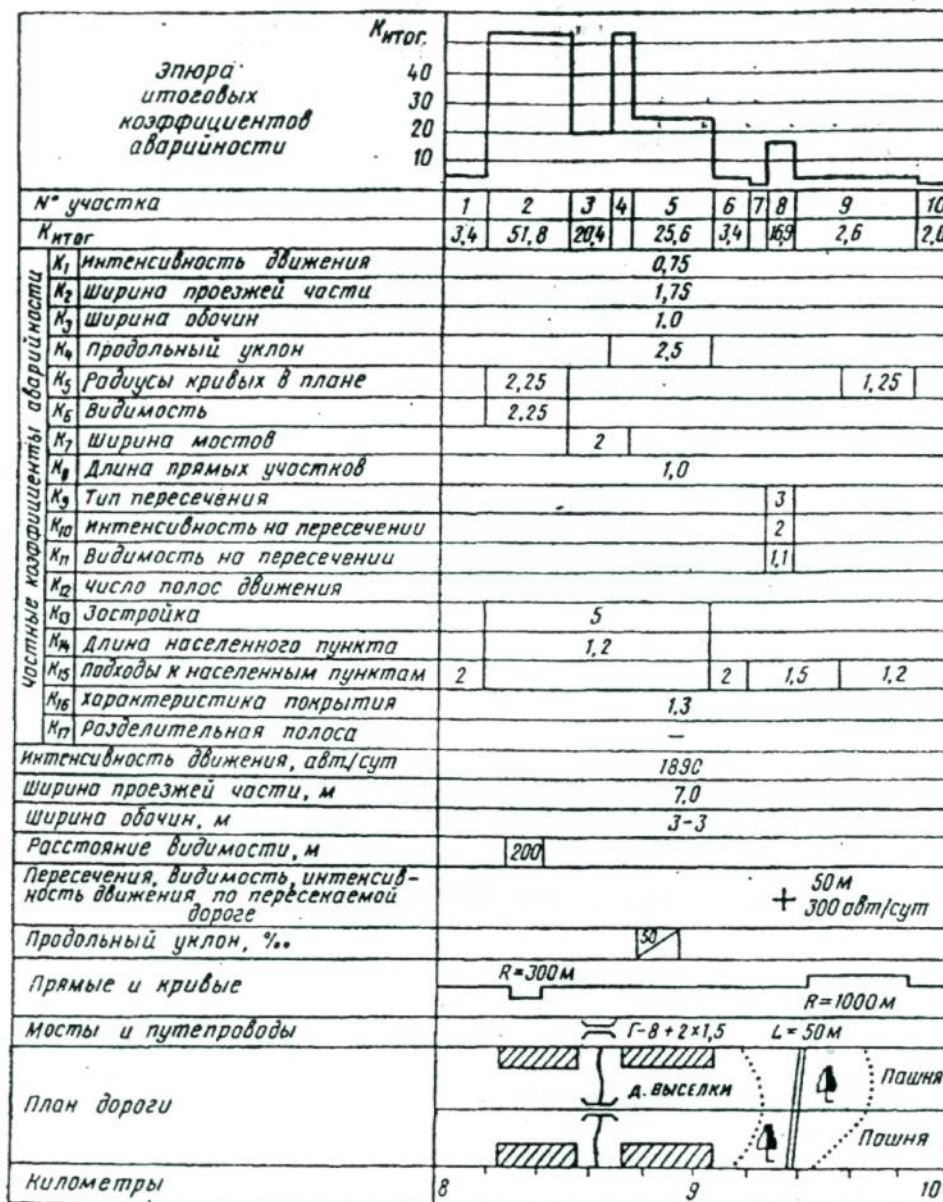 Kитог.
Эпюра
итоговых
коэффициентов
аварийности
40
30
20
10
N° участка 1 2 3 4 5 6 7 8 9 10
Kитог 3,4 51,8 20,4 25,6 3,4 16,9 2,6 2,0
Частные коэффициенты аварийности
K1 Интенсивность движения 0,75
K2 Ширина проезжей части 1,75
K3 Ширина обочин 1.0
K4 Продольный уклон 2,5
K5 Радиусы кривых в плане 2,25 1,25
K6 Видимость 2,25
K7 Ширина мостов 2
K8 Длина прямых участков 1,0
K9 Тип пересечения 3
K10 Интенсивность на пересечении 2
K11 Видимость на пересечении 1,1
K12 Число полос движения
K13 Застройка 5
K14 Длина населенного пункта 1,2
K15 Подходы к населенным пунктам 2 2 1,5 1,2
K16 Характеристика покрытия 1,3
K17 Разделительная полоса —
Интенсивность движения, авт./сут 1890
Ширина проезжей части, м 7,0
Ширина обочин, м 3-3
Расстояние видимости, м 200
Пересечения, видимость, интенсив-
ность движения по пересекаемой
дороге
50 м
300 авт/сут
Продольный уклон, ‰ 50
Прямые и кривые R=300 м R=1000 м
Мосты и путепроводы Г-8+2×1,5 L=50 м
План дороги д. ВЫСЕЛКИ Пашня
Пашня
Километры 8 9 10